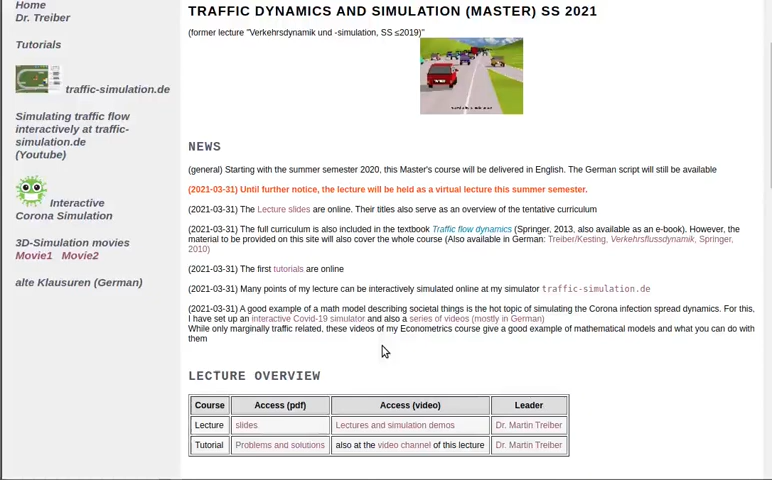 Home
Dr. Treiber
Tutorials
traffic-simulation.de
Simulating traffic flow
interactively at traffic-
simulation.de
(Youtube)
Interactive
Corona Simulation
3D-Simulation movies
Movie1 Movie2
alte Klausuren (German)
TRAFFIC DYNAMICS AND SIMULATION (MASTER) SS 2021
(former lecture "Verkehrsdynamik und -simulation, SS ≤2019)"
NEWS
(general) Starting with the summer semester 2020, this Master's course will be delivered in English. The German script will still be available
(2021-03-31) Until further notice, the lecture will be held as a virtual lecture this summer semester.
(2021-03-31) The Lecture slides are online. Their titles also serve as an overview of the tentative curriculum
(2021-03-31) The full curriculum is also included in the textbook Traffic flow dynamics (Springer, 2013, also available as an e-book). However, the
material to be provided on this site will also cover the whole course (Also available in German: Treiber/Kesting, Verkehrsflussdynamik, Springer,
2010)
(2021-03-31) The first tutorials are online
(2021-03-31) Many points of my lecture can be interactively simulated online at my simulator traffic-simulation.de
(2021-03-31) A good example of a math model describing societal things is the hot topic of simulating the Corona infection spread dynamics. For this,
I have set up an interactive Covid-19 simulator and also a series of videos (mostly in German)
While only marginally traffic related, these videos of my Econometrics course give a good example of mathematical models and what you can do with
them
LECTURE OVERVIEW
Course Access (pdf) Access (video) Leader
Lecture slides Lectures and simulation demos Dr. Martin Treiber
Tutorial Problems and solutions also at the video channel of this lecture Dr. Martin Treiber